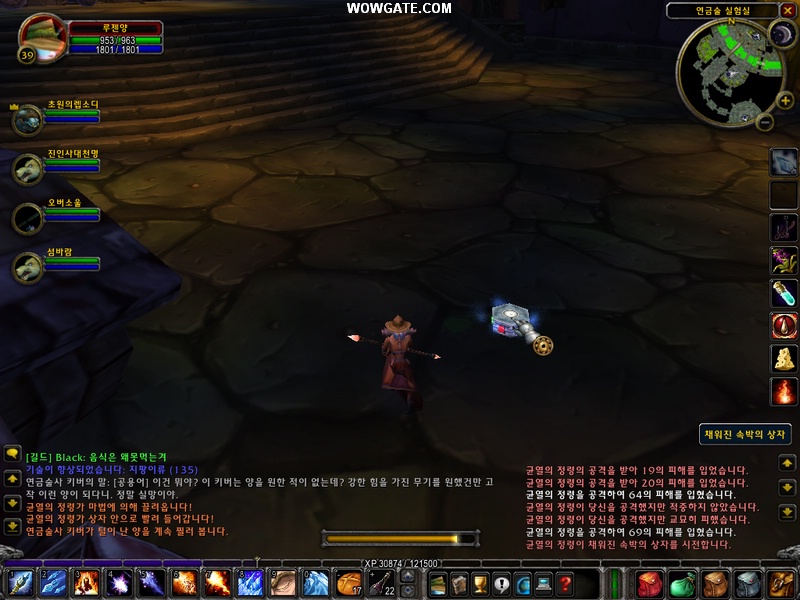 WOWGATE.COM
연금술 실험실
N
루젠양
953 / 963
1801 / 1801
39
초원의렙소디
진인사대천명
오버소울
섬바람
채워진 속박의 상자
[길드] Black: 음식은 왜못먹는겨
기술이 향상되었습니다: 지팡이류 (135)
연금술사 키버의 말: [공용어] 이건 뭐야? 이 키버는 양을 원한 적이 없는데? 강한 힘을 가진 무기를 원했건만 고
작 이런 양이 되다니. 정말 실망이야.
균열의 정령가 마법에 의해 끌려옵니다!
균열의 정령가 상자 안으로 빨려 들어갑니다!
연금술사 키버가 털이 난 양을 계속 찔러 봅니다.
균열의 정령의 공격을 받아 19의 피해를 입었습니다.
균열의 정령의 공격을 받아 20의 피해를 입었습니다.
균열의 정령을 공격하여 64의 피해를 입혔습니다.
균열의 정령이 당신을 공격했지만 적중하지 않았습니다.
균열의 정령이 당신을 공격했지만 교묘히 피했습니다.
균열의 정령을 공격하여 69의 피해를 입혔습니다.
균열의 정령이 채워진 속박의 상자를 시전합니다.
XP 30874 / 121500
17
22